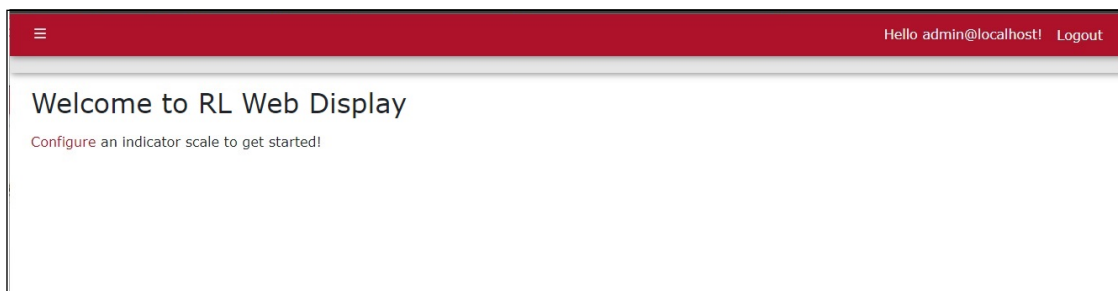 ☰ Hello admin@localhost! Logout
Welcome to RL Web Display
Configure an indicator scale to get started!